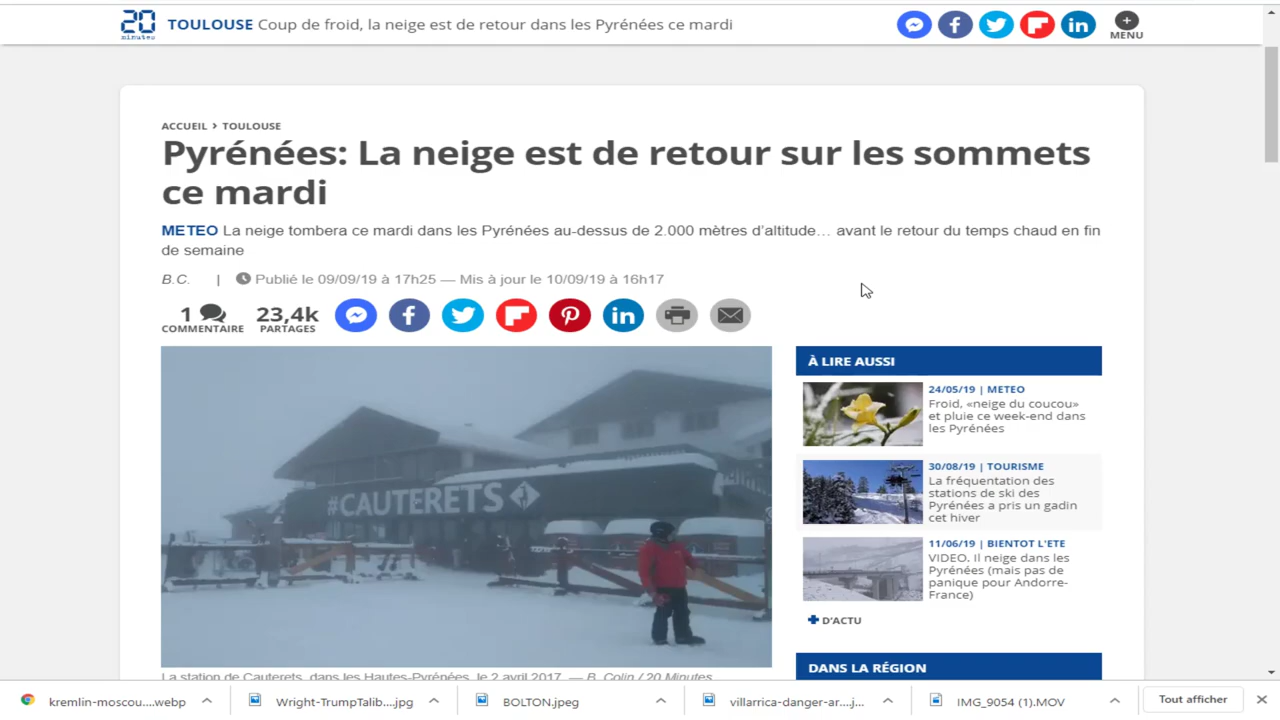 20 minutes
TOULOUSE Coup de froid, la neige est de retour dans les Pyrénées ce mardi
MENU
ACCUEIL > TOULOUSE
Pyrénées: La neige est de retour sur les sommets
ce mardi
METEO La neige tombera ce mardi dans les Pyrénées au-dessus de 2.000 mètres d'altitude… avant le retour du temps chaud en fin
de semaine
B.C. | Publié le 09/09/19 à 17h25 — Mis à jour le 10/09/19 à 16h17
1
COMMENTAIRE
23,4k
PARTAGES
#CAUTERETS
La station de Cauterets, dans les Hautes-Pyrénées, le 2 avril 2017. — B. Colin / 20 Minutes
À LIRE AUSSI
24/05/19 | METEO
Froid, «neige du coucou»
et pluie ce week-end dans
les Pyrénées
30/08/19 | TOURISME
La fréquentation des
stations de ski des
Pyrénées a pris un gadin
cet hiver
11/06/19 | BIENTOT L'ETE
VIDEO. Il neige dans les
Pyrénées (mais pas de
panique pour Andorre-
France)
D'ACTU
DANS LA RÉGION
kremlin-moscou....webp
Wright-TrumpTalib....jpg
BOLTON.jpeg
villarrica-danger-ar....j...
IMG_9054 (1).MOV
Tout afficher